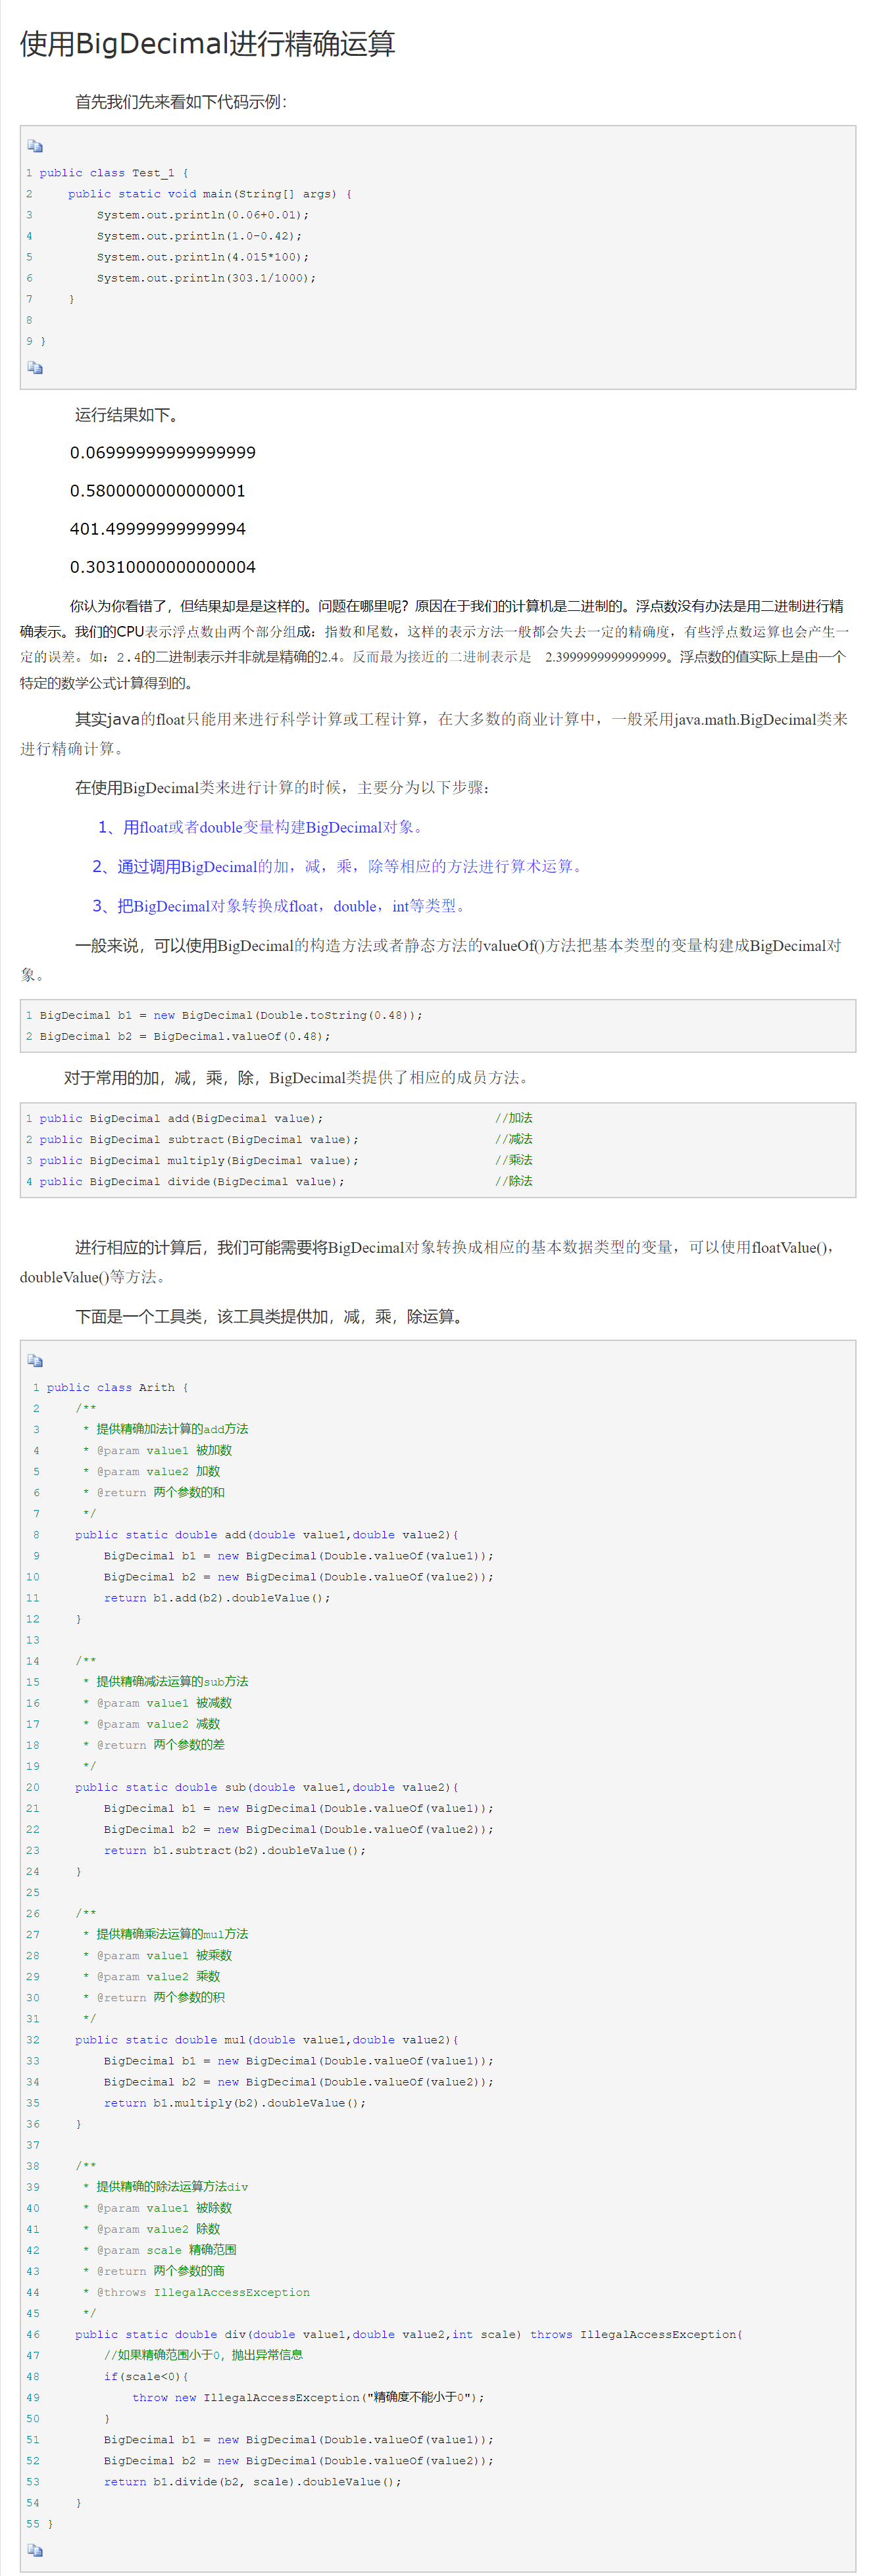 使用BigDecimal进行精确运算
首先我们先来看如下代码示例：
1 public class Test_1 {
2     public static void main(String[] args) {
3         System.out.println(0.06+0.01);
4         System.out.println(1.0-0.42);
5         System.out.println(4.015*100);
6         System.out.println(303.1/1000);
7     }
8
9 }
运行结果如下。
0.06999999999999999
0.5800000000000001
401.49999999999994
0.30310000000000004
你认为你看错了，但结果却是是这样的。问题在哪里呢？原因在于我们的计算机是二进制的。浮点数没有办法是用二进制进行精
确表示。我们的CPU表示浮点数由两个部分组成：指数和尾数，这样的表示方法一般都会失去一定的精确度，有些浮点数运算也会产生一
定的误差。如：2.4的二进制表示并非就是精确的2.4。反而最为接近的二进制表示是 2.3999999999999999。浮点数的值实际上是由一个
特定的数学公式计算得到的。
其实java的float只能用来进行科学计算或工程计算，在大多数的商业计算中，一般采用java.math.BigDecimal类来
进行精确计算。
在使用BigDecimal类来进行计算的时候，主要分为以下步骤：
1、用float或者double变量构建BigDecimal对象。
2、通过调用BigDecimal的加，减，乘，除等相应的方法进行算术运算。
3、把BigDecimal对象转换成float，double，int等类型。
一般来说，可以使用BigDecimal的构造方法或者静态方法的valueOf()方法把基本类型的变量构建成BigDecimal对
象。
1 BigDecimal b1 = new BigDecimal(Double.toString(0.48));
2 BigDecimal b2 = BigDecimal.valueOf(0.48);
对于常用的加，减，乘，除，BigDecimal类提供了相应的成员方法。
1 public BigDecimal add(BigDecimal value);                        //加法
2 public BigDecimal subtract(BigDecimal value);                   //减法
3 public BigDecimal multiply(BigDecimal value);                   //乘法
4 public BigDecimal divide(BigDecimal value);                     //除法
进行相应的计算后，我们可能需要将BigDecimal对象转换成相应的基本数据类型的变量，可以使用floatValue()，
doubleValue()等方法。
下面是一个工具类，该工具类提供加，减，乘，除运算。
1 public class Arith {
2     /**
3      * 提供精确加法计算的add方法
4      * @param value1 被加数
5      * @param value2 加数
6      * @return 两个参数的和
7      */
8     public static double add(double value1,double value2){
9         BigDecimal b1 = new BigDecimal(Double.valueOf(value1));
10         BigDecimal b2 = new BigDecimal(Double.valueOf(value2));
11         return b1.add(b2).doubleValue();
12     }
13
14     /**
15      * 提供精确减法运算的sub方法
16      * @param value1 被减数
17      * @param value2 减数
18      * @return 两个参数的差
19      */
20     public static double sub(double value1,double value2){
21         BigDecimal b1 = new BigDecimal(Double.valueOf(value1));
22         BigDecimal b2 = new BigDecimal(Double.valueOf(value2));
23         return b1.subtract(b2).doubleValue();
24     }
25
26     /**
27      * 提供精确乘法运算的mul方法
28      * @param value1 被乘数
29      * @param value2 乘数
30      * @return 两个参数的积
31      */
32     public static double mul(double value1,double value2){
33         BigDecimal b1 = new BigDecimal(Double.valueOf(value1));
34         BigDecimal b2 = new BigDecimal(Double.valueOf(value2));
35         return b1.multiply(b2).doubleValue();
36     }
37
38     /**
39      * 提供精确的除法运算方法div
40      * @param value1 被除数
41      * @param value2 除数
42      * @param scale 精确范围
43      * @return 两个参数的商
44      * @throws IllegalAccessException
45      */
46     public static double div(double value1,double value2,int scale) throws IllegalAccessException{
47         //如果精确范围小于0，抛出异常信息
48         if(scale<0){
49             throw new IllegalAccessException("精确度不能小于0");
50         }
51         BigDecimal b1 = new BigDecimal(Double.valueOf(value1));
52         BigDecimal b2 = new BigDecimal(Double.valueOf(value2));
53         return b1.divide(b2, scale).doubleValue();
54     }
55 }